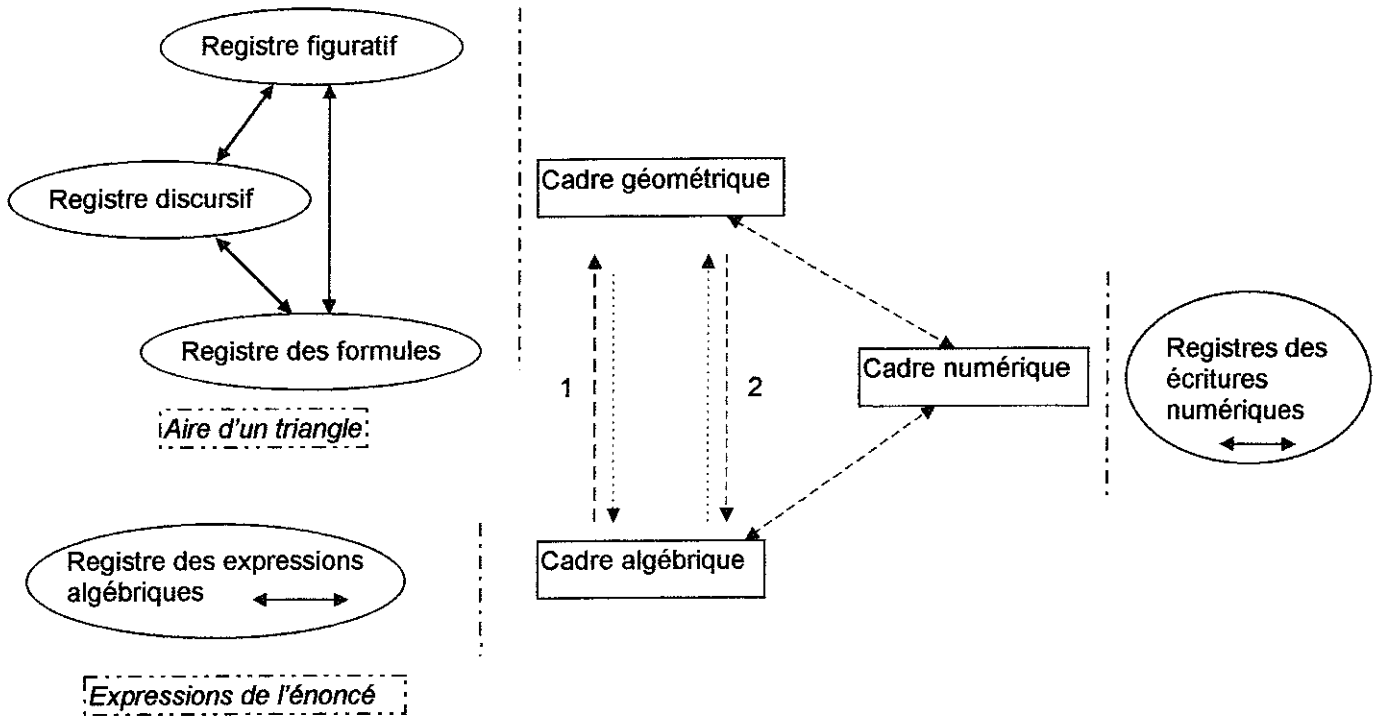 Registre figuratif
Registre discursif
Registre des formules
Aire d'un triangle
Cadre géométrique
1
2
Cadre numérique
Registres des
écritures
numériques
Registre des expressions
algébriques
Cadre algébrique
Expressions de l'énoncé